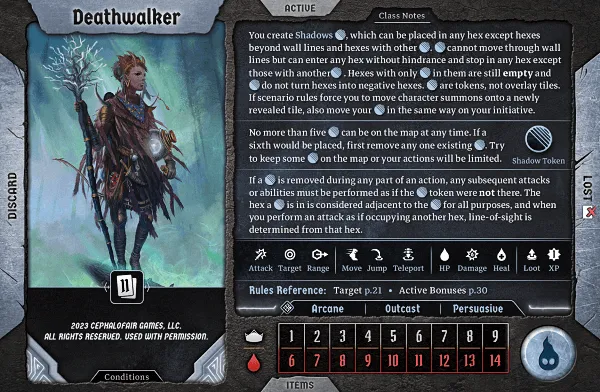 Deathwalker
ACTIVE
Class Notes
You create Shadows , which can be placed in any hex except hexes
beyond wall lines and hexes with other . cannot move through wall
lines but can enter any hex without hindrance and stop in any hex except
those with another . Hexes with only in them are still empty and
do not turn hexes into negative hexes. are tokens, not overlay tiles.
If scenario rules force you to move character summons onto a newly
revealed tile, also move your in the same way on your initiative.
No more than five can be on the map at any time. If a
sixth would be placed, first remove any one existing . Try
to keep some on the map or your actions will be limited.
Shadow Token
If a is removed during any part of an action, any subsequent attacks
or abilities must be performed as if the token were not there. The
hex a is in is considered adjacent to the for all purposes, and when
you perform an attack as if occupying another hex, line-of-sight is
determined from that hex.
Attack Target Range Move Jump Teleport HP Damage Heal Loot XP
Rules Reference: Target p.21 • Active Bonuses p.30
Arcane Outcast Persuasive
1 2 3 4 5 6 7 8 9
6 7 8 9 10 11 12 13 14
DISCARD
LOST
11
2023 CEPHALOFAIR GAMES, LLC.
ALL RIGHTS RESERVED. USED WITH PERMISSION.
Conditions
ITEMS